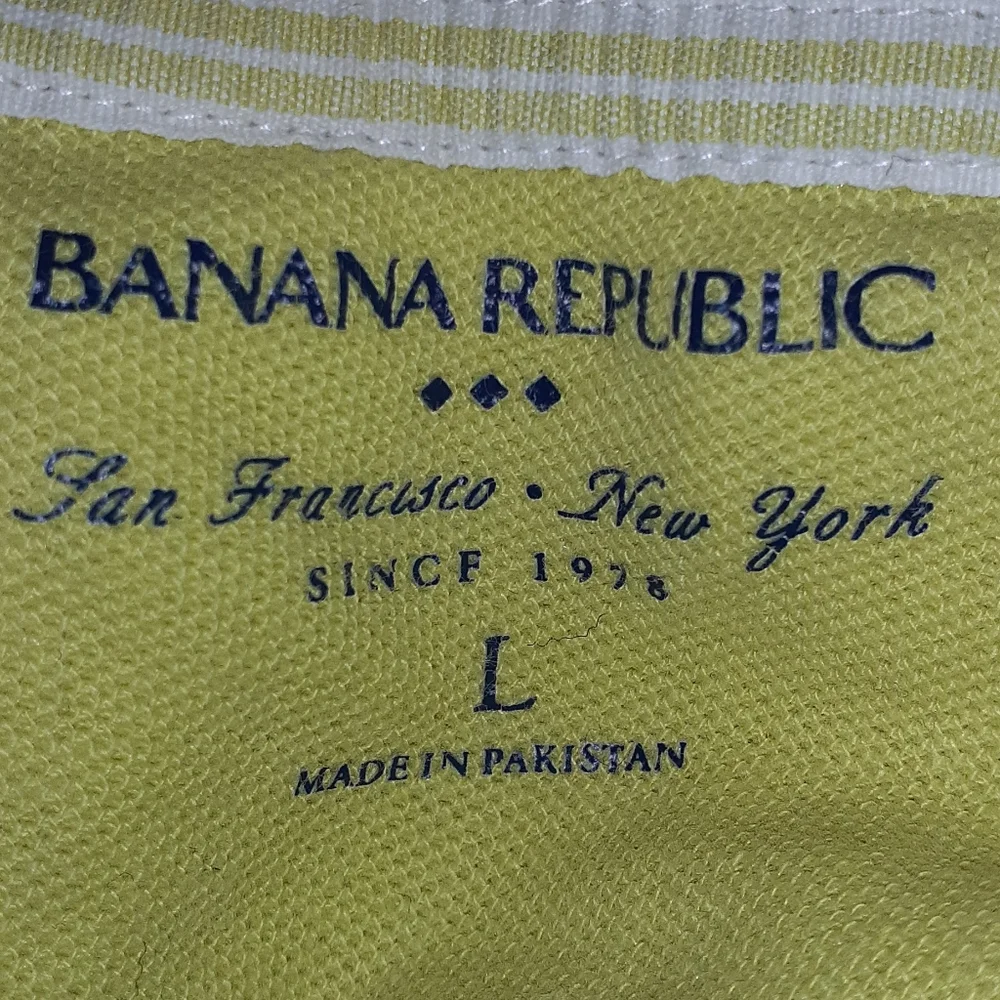 BANANA REPUBLIC
San Francisco · New York
SINCE 1978
L
MADE IN PAKISTAN